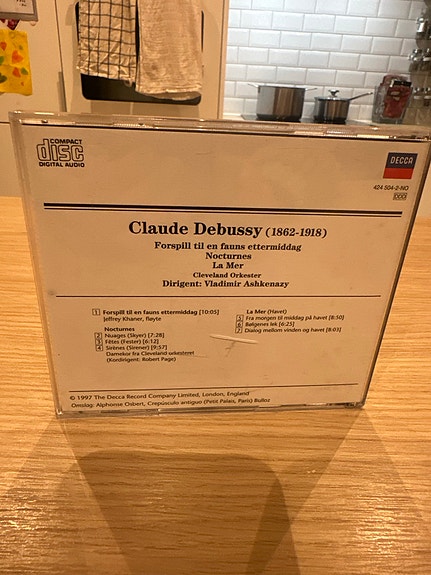 COMPACT
disc
DIGITAL AUDIO
DECCA
424 504-2-NO
DDD
Claude Debussy (1862-1918)
Forspill til en fauns ettermiddag
Nocturnes
La Mer
Cleveland Orkester
Dirigent: Vladimir Ashkenazy
1 Forspill til en fauns ettermiddag [10:05]
Jeffrey Khaner, fløyte
Nocturnes
2 Nuages (Skyer) [7:28]
3 Fêtes (Fester) [6:12]
4 Sirènes (Sirener) [9:57]
Damekor fra Cleveland orkesteret
(Kordirigent: Robert Page)
La Mer (Havet)
5 Fra morgen til middag på havet [8:50]
6 Bølgenes lek [6:25]
7 Dialog mellom vinden og havet [8:03]
© 1997 The Decca Record Company Limited, London, England
Omslag: Alphonse Osbert, Crepúsculo antiguo (Petit Palais, Paris) Bulloz